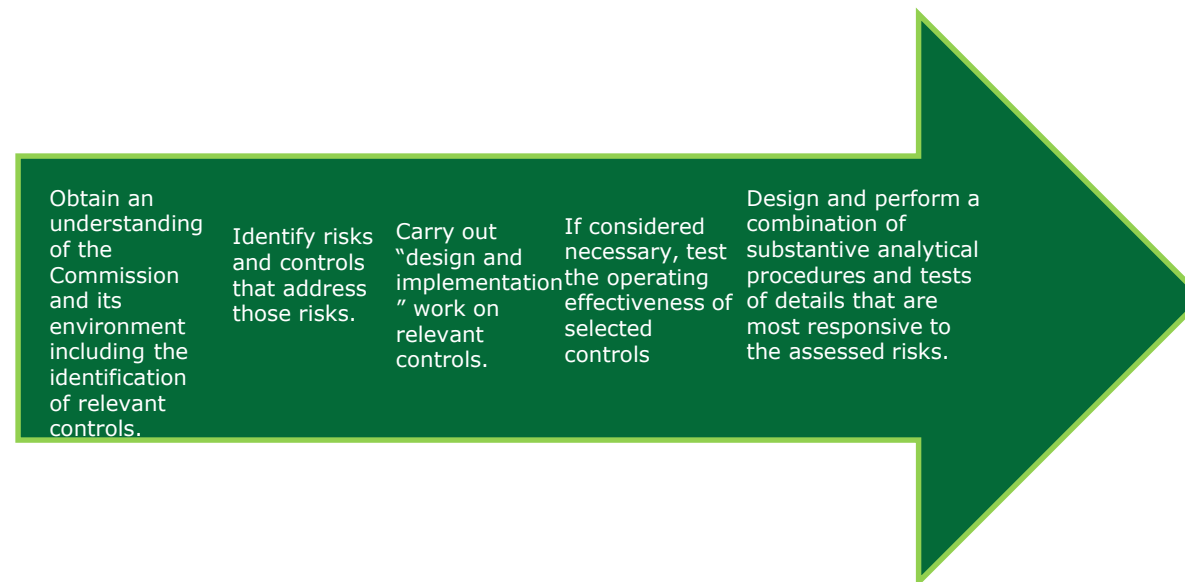 Obtain an
understanding
of the
Commission
and its
environment
including the
identification
of relevant
controls.
Identify risks
and controls
that address
those risks.
Carry out
“design and
implementation
” work on
relevant
controls.
If considered
necessary, test
the operating
effectiveness of
selected
controls
Design and perform a
combination of
substantive analytical
procedures and tests
of details that are
most responsive to
the assessed risks.